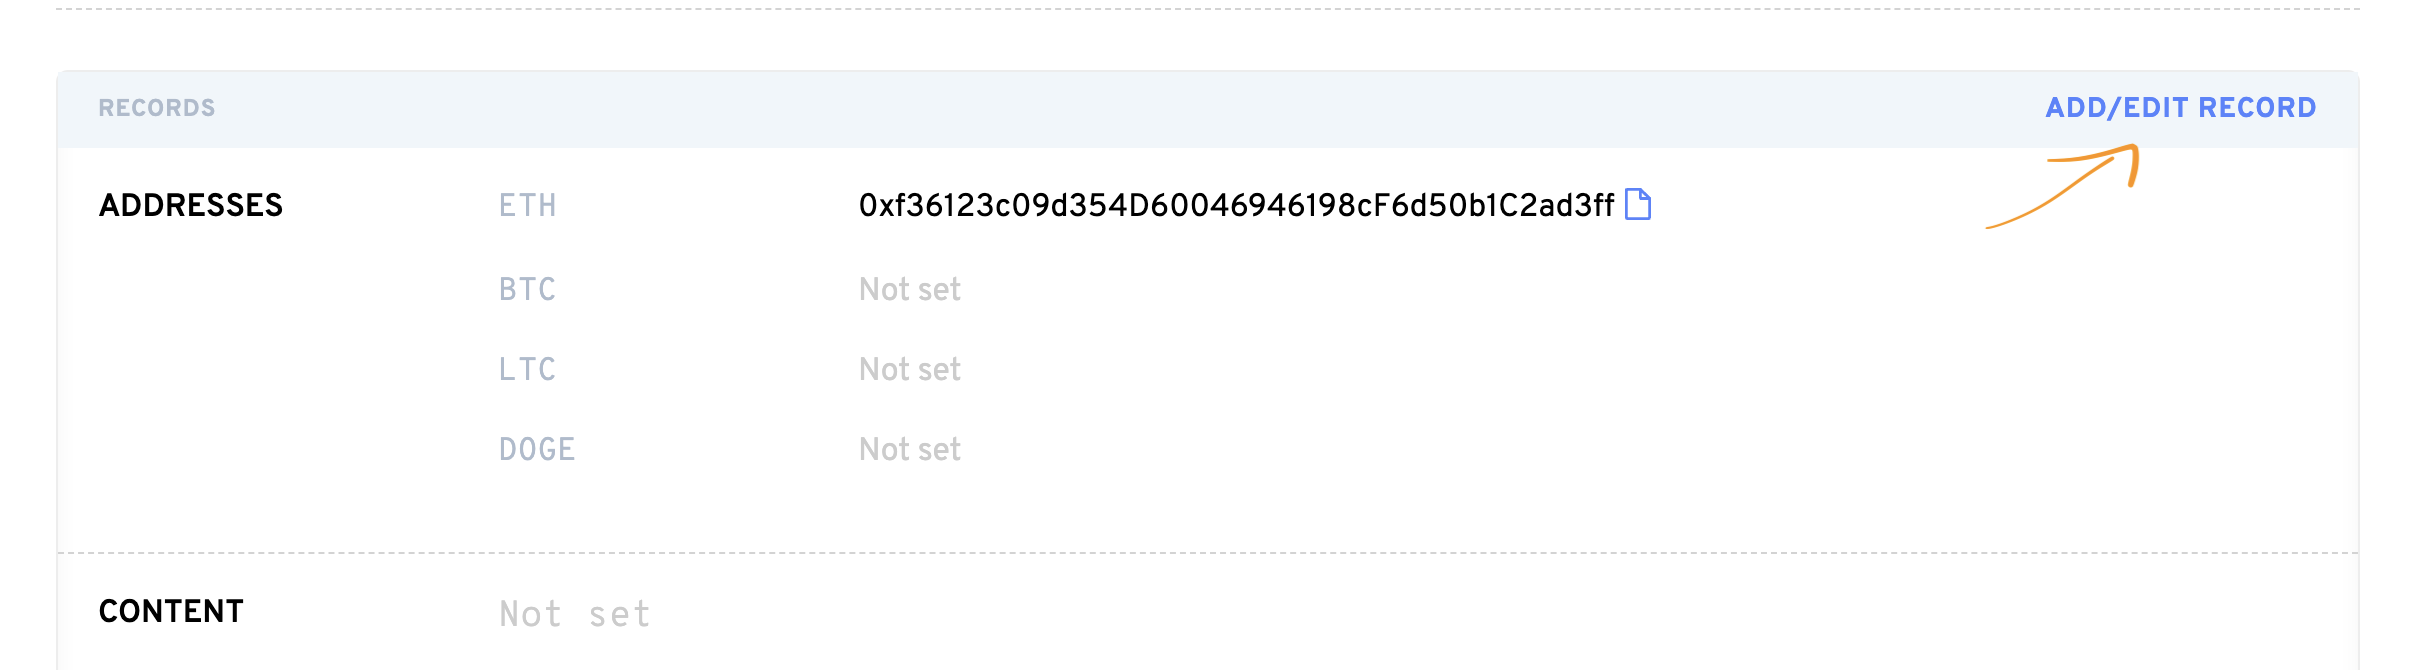 RECORDS ADD/EDIT RECORD
ADDRESSES ETH 0xf36123c09d354D60046946198cF6d50b1C2ad3ff
BTC Not set
LTC Not set
DOGE Not set
CONTENT Not set